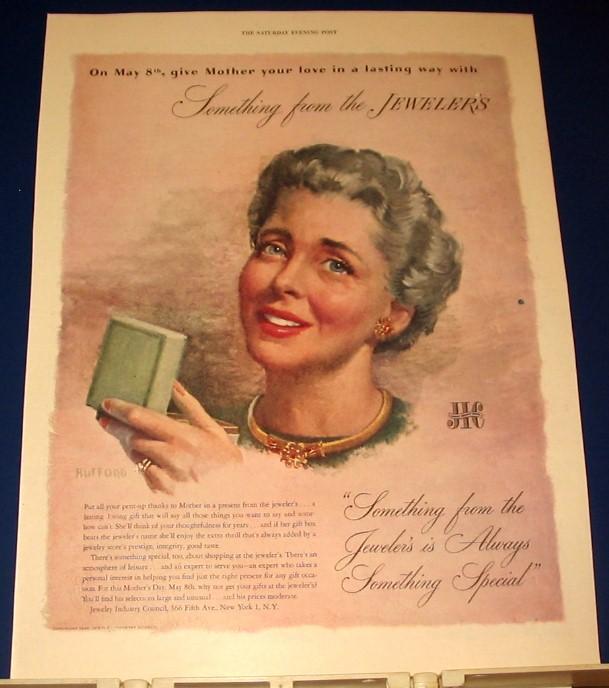 THE SATURDAY EVENING POST
On May 8th, give Mother your love in a lasting way with
Something from the JEWELER'S
JIC
RUFFORD
Put all your pent-up thanks to Mother in a present from the jeweler's . . . a
lasting, loving gift that will say all those things you want to say and some-
how can't. She'll think of your thoughtfulness for years . . . and if her gift box
bears the jeweler's name she'll enjoy the extra thrill that's always added by a
jewelry store's prestige, integrity, good taste.
There's something special, too, about shopping at the jeweler's. There's an
atmosphere of leisure . . . and an expert to serve you—an expert who takes a
personal interest in helping you find just the right present for any gift occa-
sion. For this Mother's Day, May 8th, why not get your gifts at the jeweler's?
You'll find his selections large and unusual . . . and his prices moderate.
Jewelry Industry Council, 366 Fifth Ave., New York 1, N.Y.
"Something from the
Jeweler's is Always
Something Special"